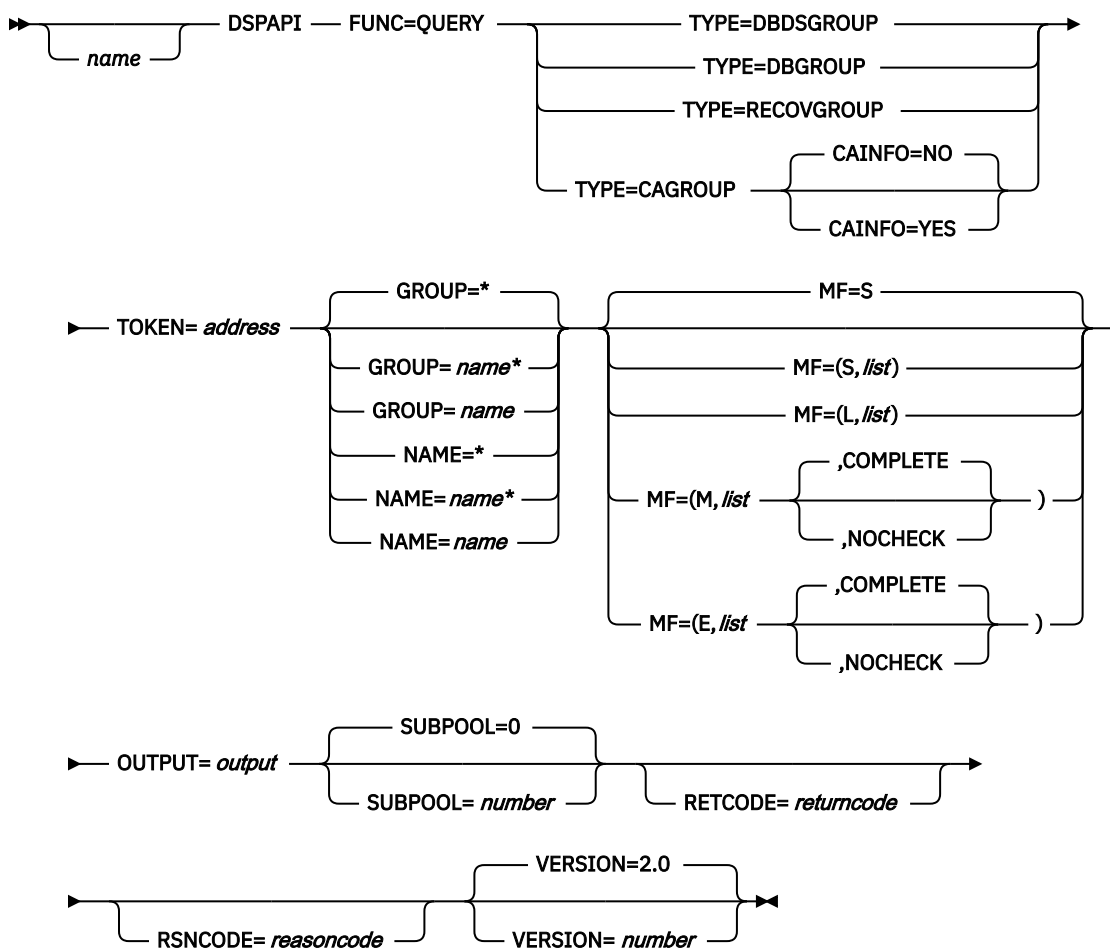 name DSPAPI FUNC=QUERY TYPE=DBDSGROUP
TYPE=DBGROUP
TYPE=RECOVGROUP
TYPE=CAGROUP CAINFO=NO
CAINFO=YES
TOKEN= address GROUP=*
GROUP= name*
GROUP= name
NAME=*
NAME= name*
NAME= name
MF=S
MF=(S,list)
MF=(L,list)
MF=(M,list ,COMPLETE )
,NOCHECK
MF=(E,list ,COMPLETE )
,NOCHECK
OUTPUT= output SUBPOOL=0
SUBPOOL= number
RETCODE= returncode
RSNCODE= reasoncode
VERSION=2.0
VERSION= number